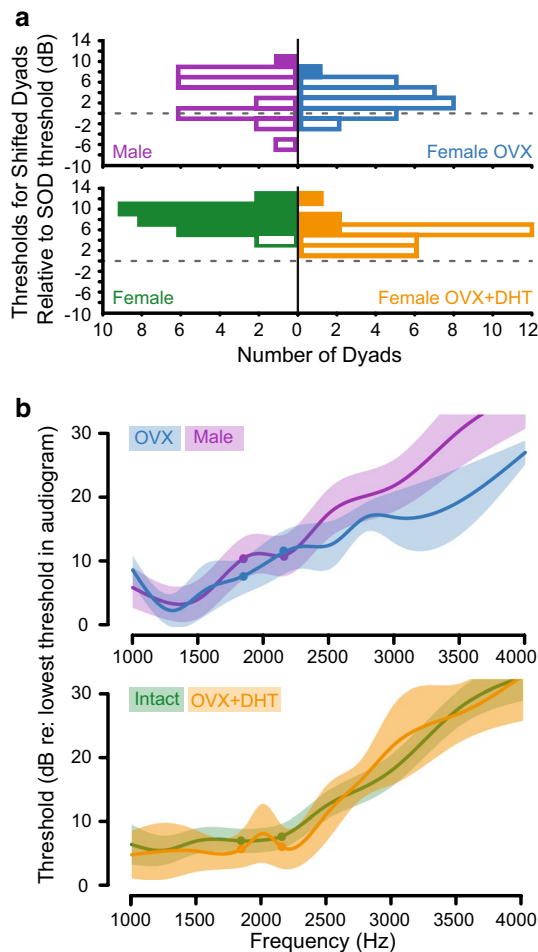 a
Thresholds for Shifted Dyads
Relative to SOD threshold (dB)
14
10
6
2
-2
-6
-10
Male
Female OVX
14
10
6
2
-2
-6
-10
Female
Female OVX+DHT
10 8 6 4 2 0 2 4 6 8 10 12
Number of Dyads
b
Threshold (dB re: lowest threshold in audiogram)
OVX Male
30
20
10
0
1000 1500 2000 2500 3000 3500 4000
Intact OVX+DHT
30
20
10
0
1000 1500 2000 2500 3000 3500 4000
Frequency (Hz)